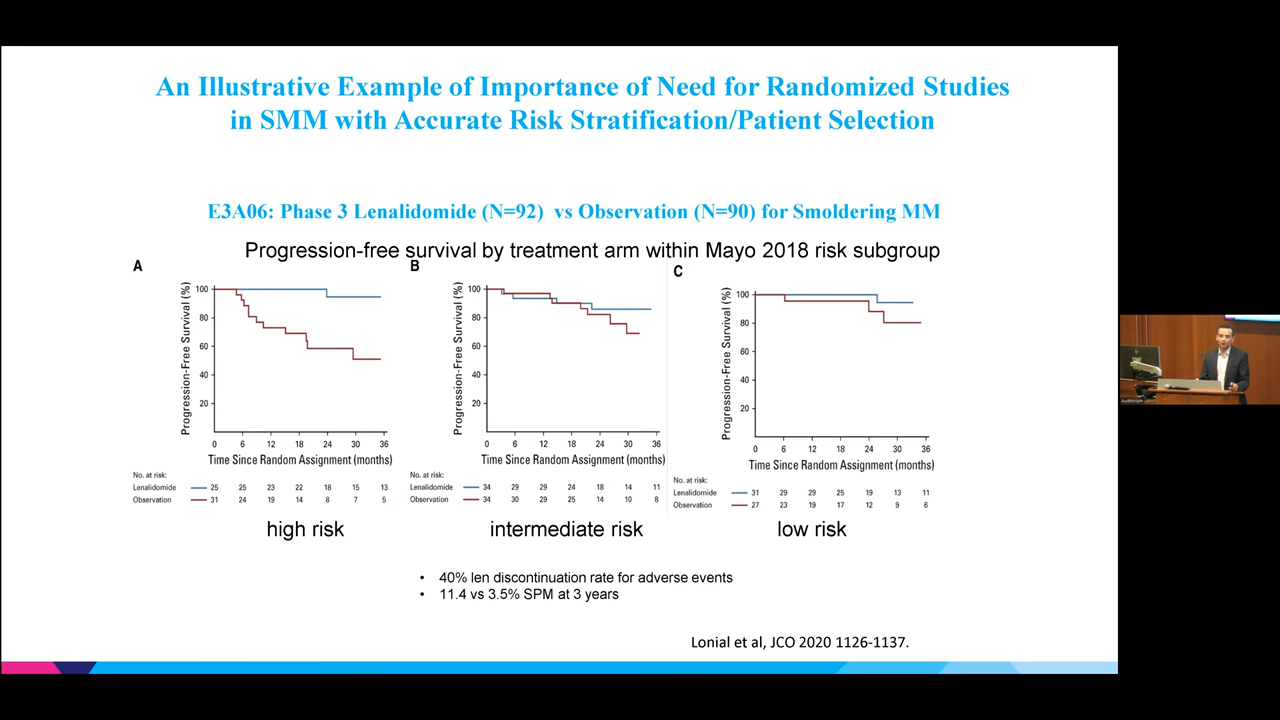 An Illustrative Example of Importance of Need for Randomized Studies
in SMM with Accurate Risk Stratification/Patient Selection
E3A06: Phase 3 Lenalidomide (N=92) vs Observation (N=90) for Smoldering MM
Progression-free survival by treatment arm within Mayo 2018 risk subgroup
A
Progression-Free Survival (%)
100
80
60
40
20
0 6 12 18 24 30 36
Time Since Random Assignment (months)
No. at risk:
Lenalidomide 25 25 23 22 18 15 13
Observation 31 24 19 14 8 7 5
high risk
B
Progression-Free Survival (%)
100
80
60
40
20
0 6 12 18 24 30 36
Time Since Random Assignment (months)
No. at risk:
Lenalidomide 34 29 29 24 18 14 11
Observation 34 30 29 25 14 10 8
intermediate risk
C
Progression-Free Survival (%)
100
80
60
40
20
0 6 12 18 24 30 36
Time Since Random Assignment (months)
No. at risk:
Lenalidomide 31 29 29 25 19 13 11
Observation 27 23 19 17 12 9 6
low risk
• 40% len discontinuation rate for adverse events
• 11.4 vs 3.5% SPM at 3 years
Lonial et al, JCO 2020 1126-1137.
Auditorium